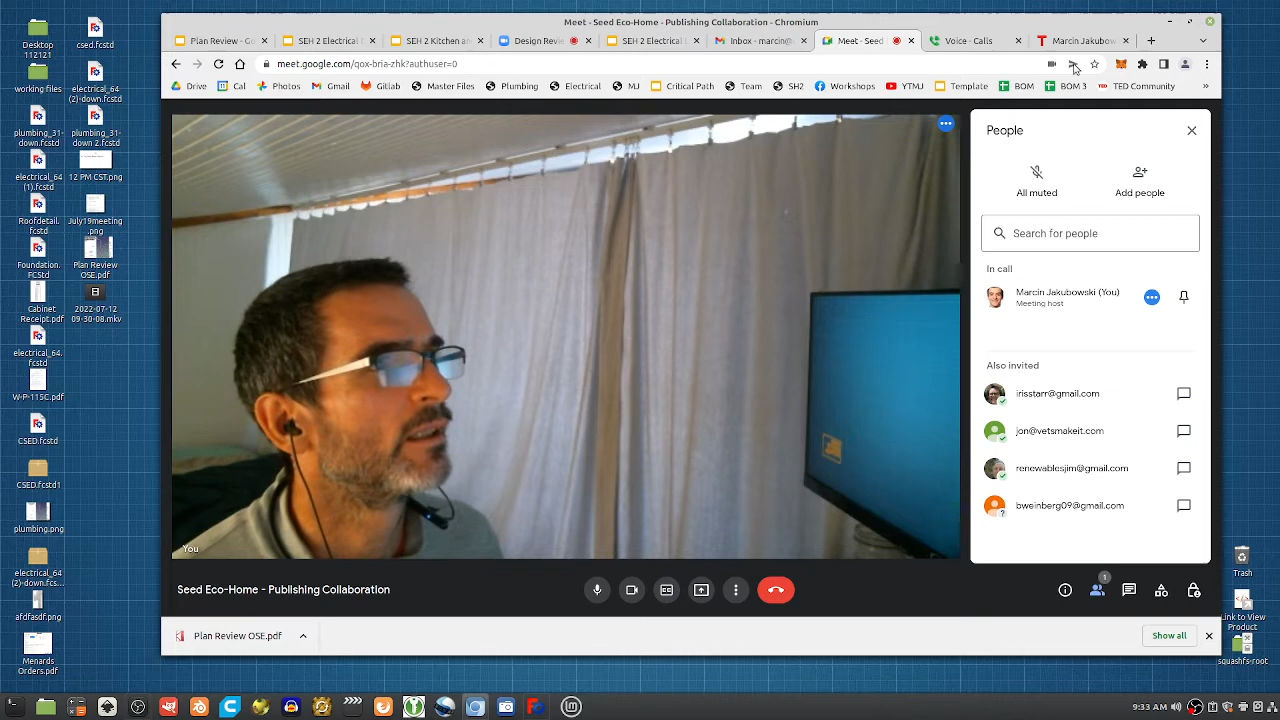 Meet - Seed Eco-Home - Publishing Collaboration - Chromium
Plan Review - G
SEH 2 Electrical
SEH 2 Kitchen an
Design Revie
SEH 2 Electrical
Inbox - marcin@
Meet - Seed
Voice - Calls
Marcin Jakubow
meet.google.com/qox-bria-zhk?authuser=0
Drive
Cal
Photos
Gmail
Gitlab
Master Files
Plumbing
Electrical
MJ
Critical Path
Team
SH2
Workshops
YTMJ
Template
BOM
BOM 3
TED Community
»
Desktop
112121
working files
plumbing_31-
down.fcstd
electrical_64
(1).fcstd
Roofdetail.
fcstd
Foundation.
FCStd
Cabinet
Receipt.pdf
electrical_64.
fcstd
W-P-115C.pdf
CSED.fcstd
CSED.fcstd1
plumbing.png
electrical_64
(2)-down.fcs...
Menards
Orders.pdf
csed.fcstd
electrical_64
(2)-down.fcstd
plumbing_31-
down 2.fcstd
12 PM CST.png
July19meeting
.png
Plan Review
OSE.pdf
2022-07-12
09-30-08.mkv
You
People
All muted
Add people
Search for people
In call
Marcin Jakubowski (You)
Meeting host
Also invited
irisstarr@gmail.com
jon@vetsmakeit.com
renewablesjim@gmail.com
bweinberg09@gmail.com
Seed Eco-Home - Publishing Collaboration
1
Plan Review OSE.pdf
Show all
Trash
Link to View
Product
squashfs-root
9:33 AM